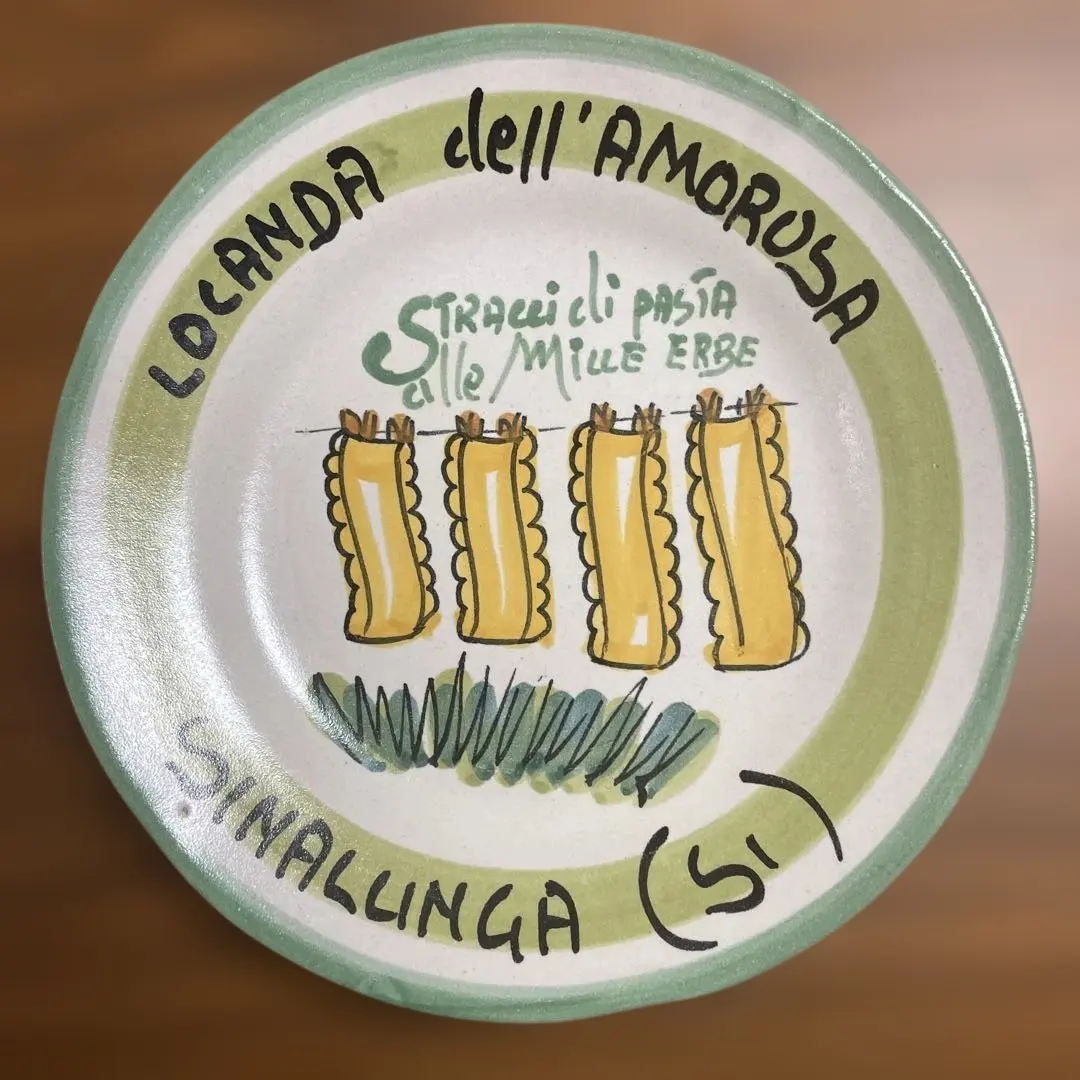 LOCANDA dell'AMOROSA
STRACCi di PASTA
alle MiLLE ERBE
SINALUNGA (SI)